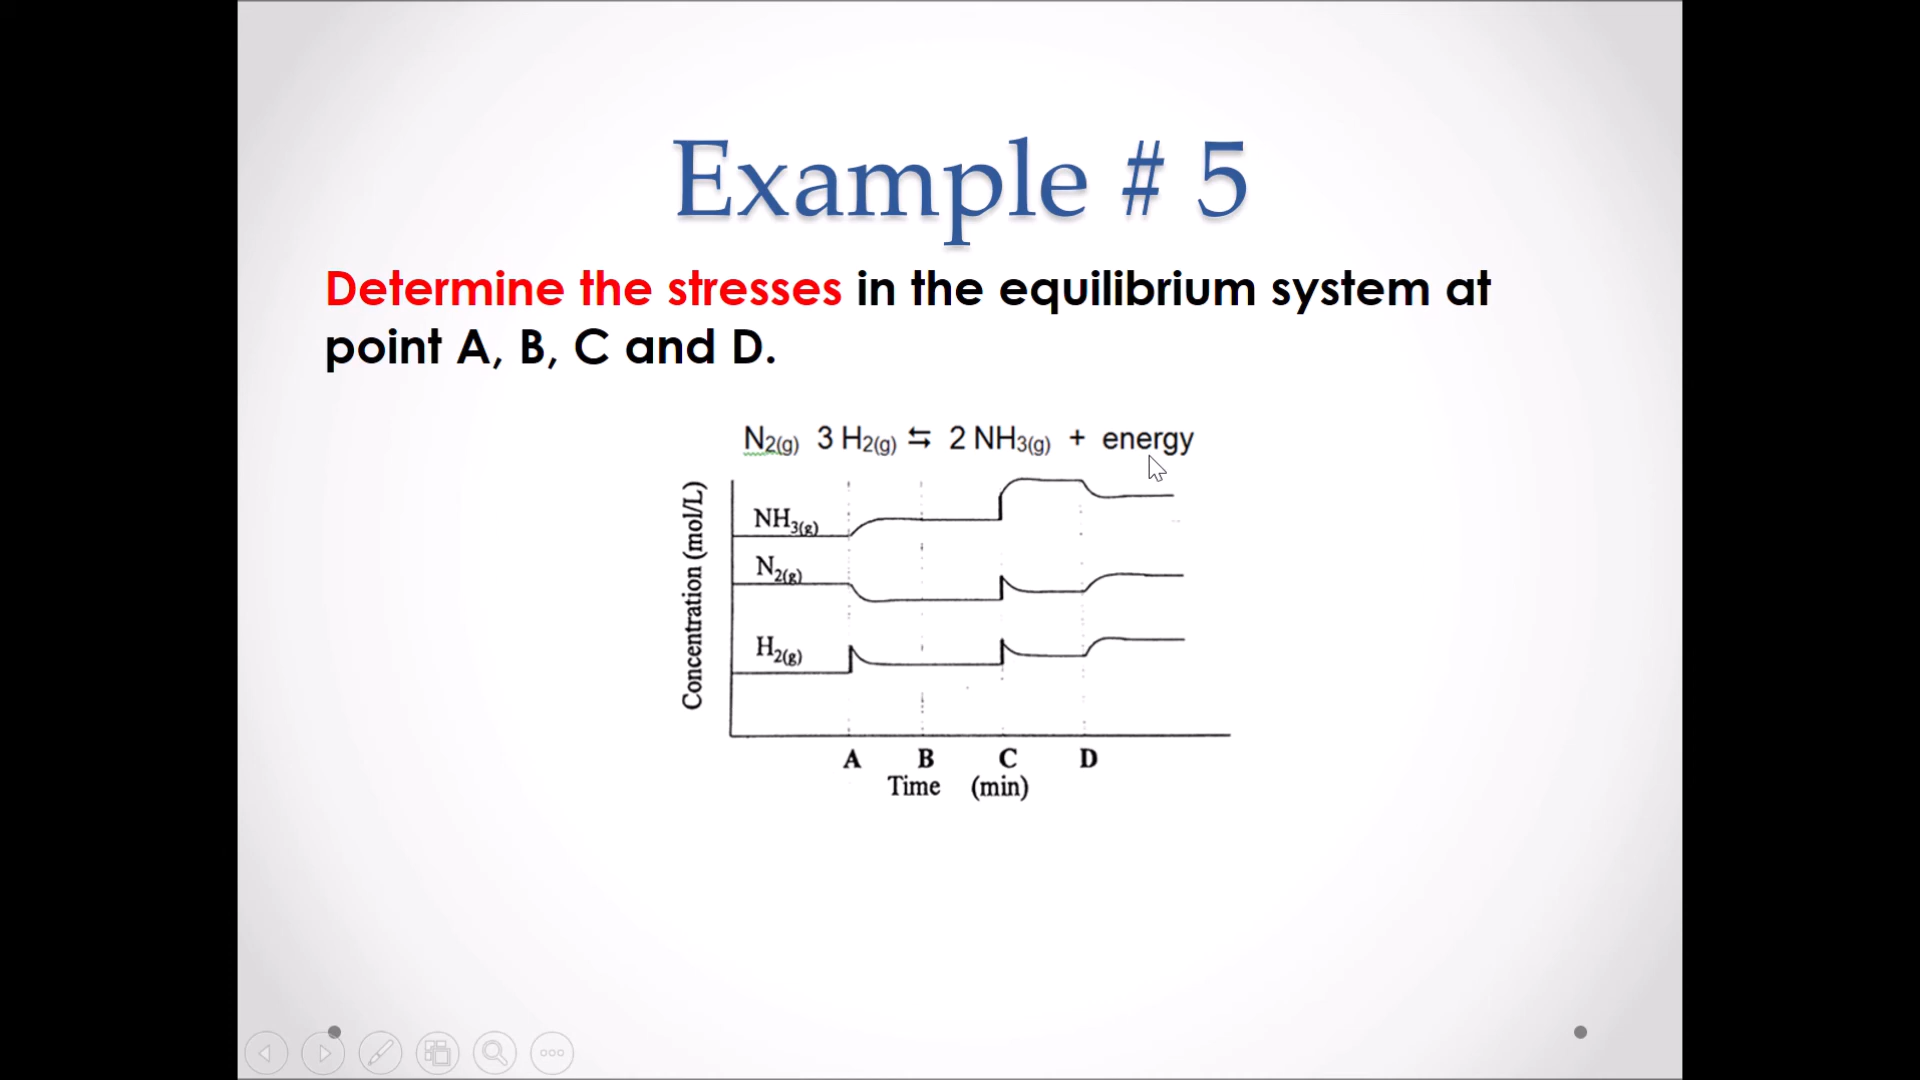 Example # 5
Determine the stresses in the equilibrium system at
point A, B, C and D.
N2(g) 3 H2(g) ⇆ 2 NH3(g) + energy
Concentration (mol/L)
NH3(g)
N2(g)
H2(g)
A B C D
Time (min)